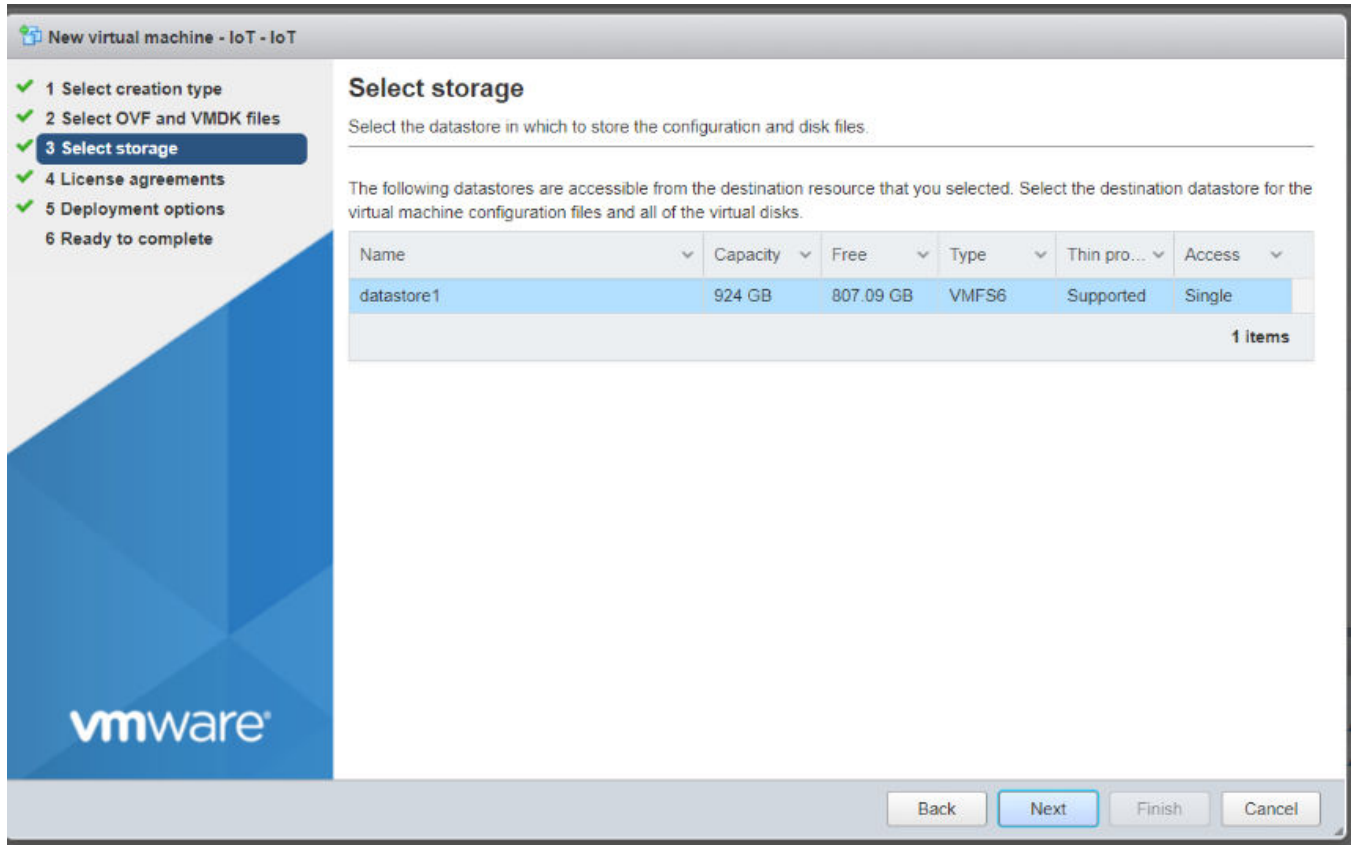 New virtual machine - IoT - IoT
1 Select creation type
2 Select OVF and VMDK files
3 Select storage
4 License agreements
5 Deployment options
6 Ready to complete
vmware®
Select storage
Select the datastore in which to store the configuration and disk files.
The following datastores are accessible from the destination resource that you selected. Select the destination datastore for the
virtual machine configuration files and all of the virtual disks.
Name Capacity Free Type Thin pro... Access
datastore1 924 GB 807.09 GB VMFS6 Supported Single
1 items
Back Next Finish Cancel